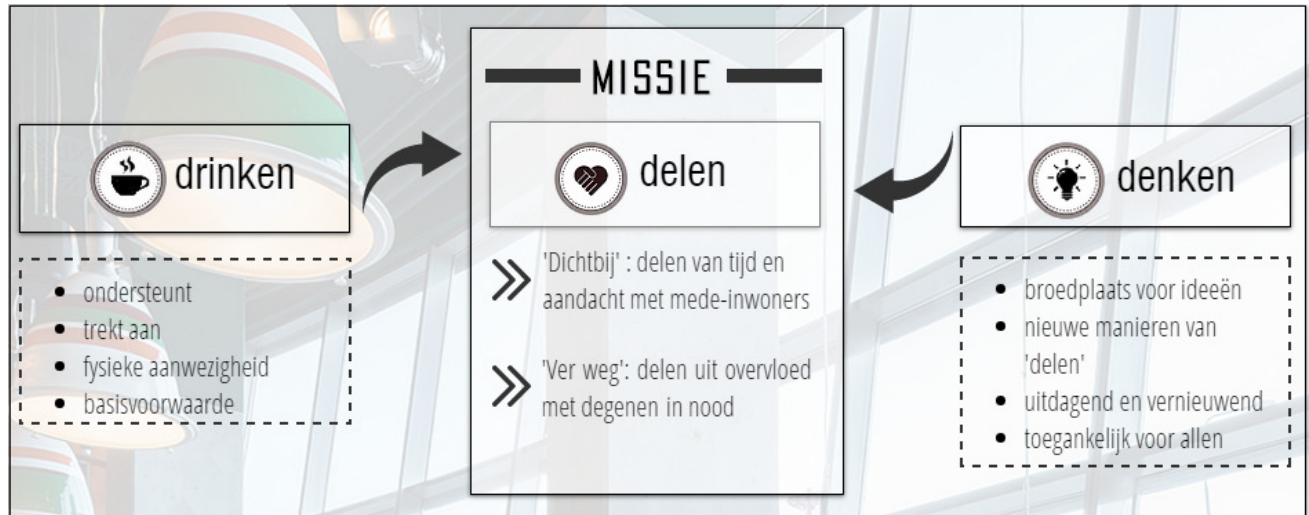 MISSIE
drinken
ondersteunt
trekt aan
fysieke aanwezigheid
basisvoorwaarde
delen
'Dichtbij' : delen van tijd en
aandacht met mede-inwoners
'Ver weg': delen uit overvloed
met degenen in nood
denken
broedplaats voor ideeën
nieuwe manieren van
'delen'
uitdagend en vernieuwend
toegankelijk voor allen